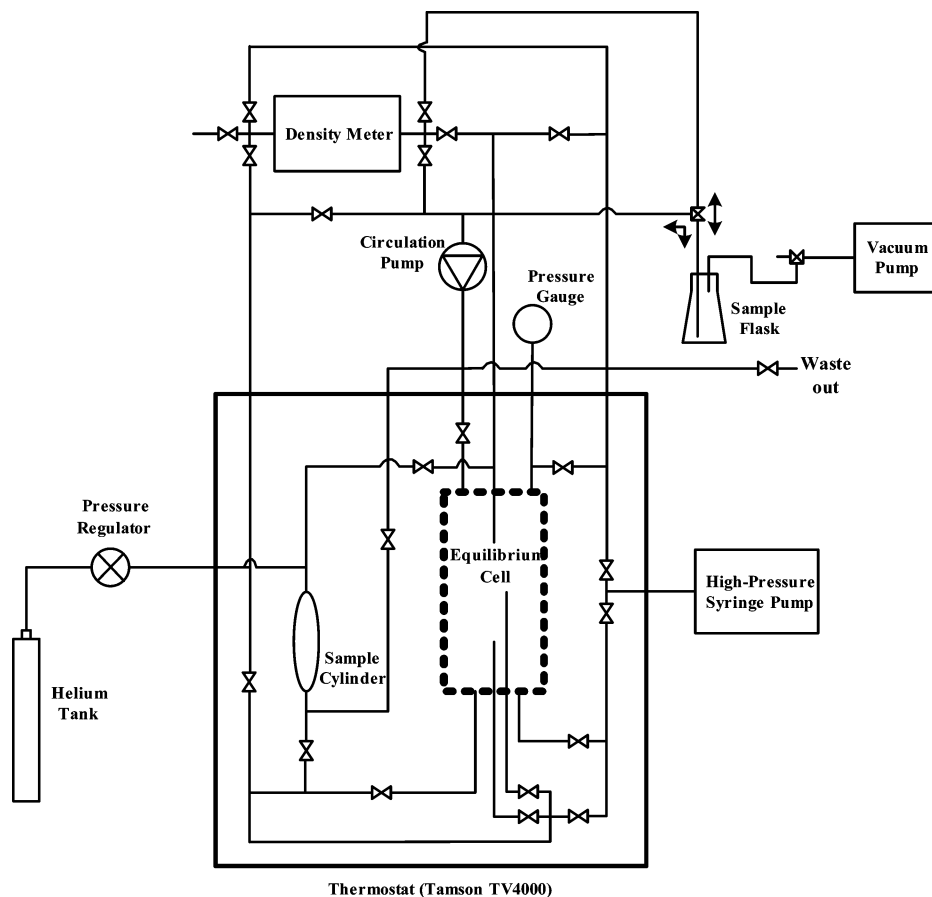 Density Meter
Circulation
Pump
Vacuum
Pump
Pressure
Gauge
Sample
Flask
Waste
out
Pressure
Regulator
Equilibrium
Cell
High-Pressure
Syringe Pump
Sample
Cylinder
Helium
Tank
Thermostat (Tamson TV4000)